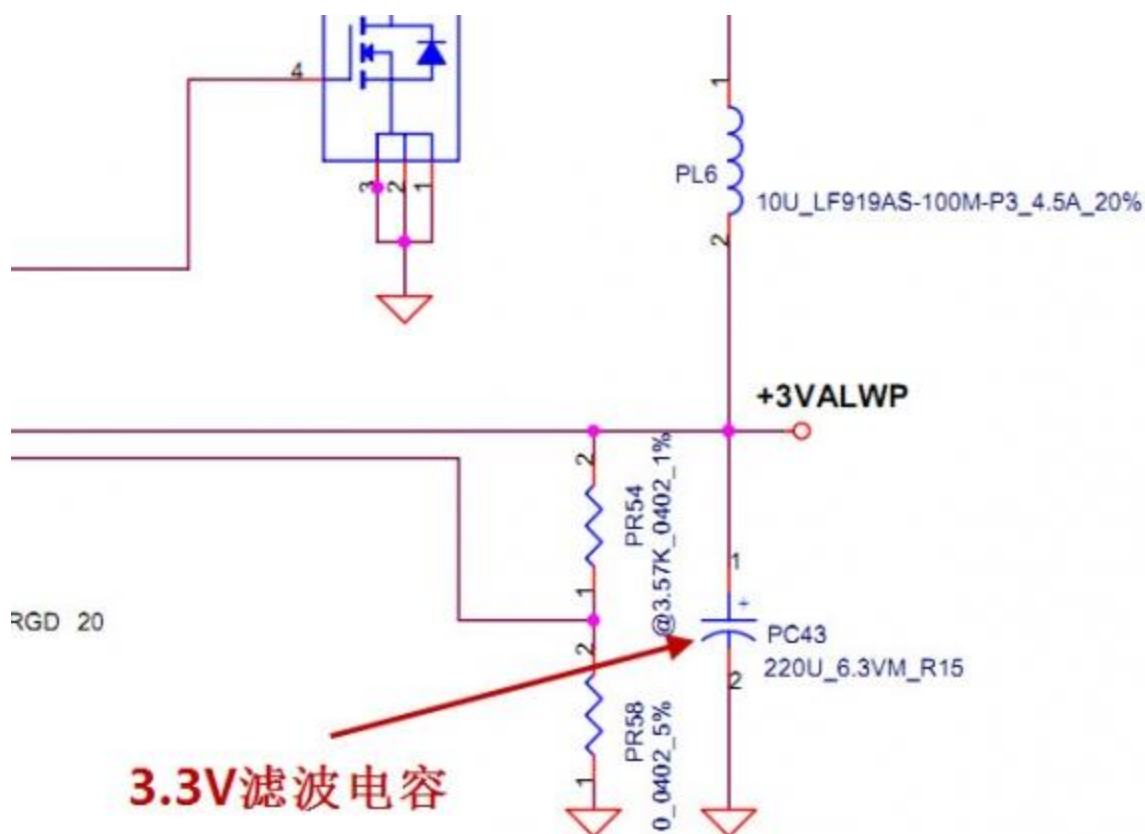 4
3
2
1
1
PL6
10U_LF919AS-100M-P3_4.5A_20%
2
+3VALWP
2
PR54
@3.57K_0402_1%
1
1
+
PC43
220U_6.3VM_R15
2
RGD 20
2
PR58
0_0402_5%
1
3.3V滤波电容